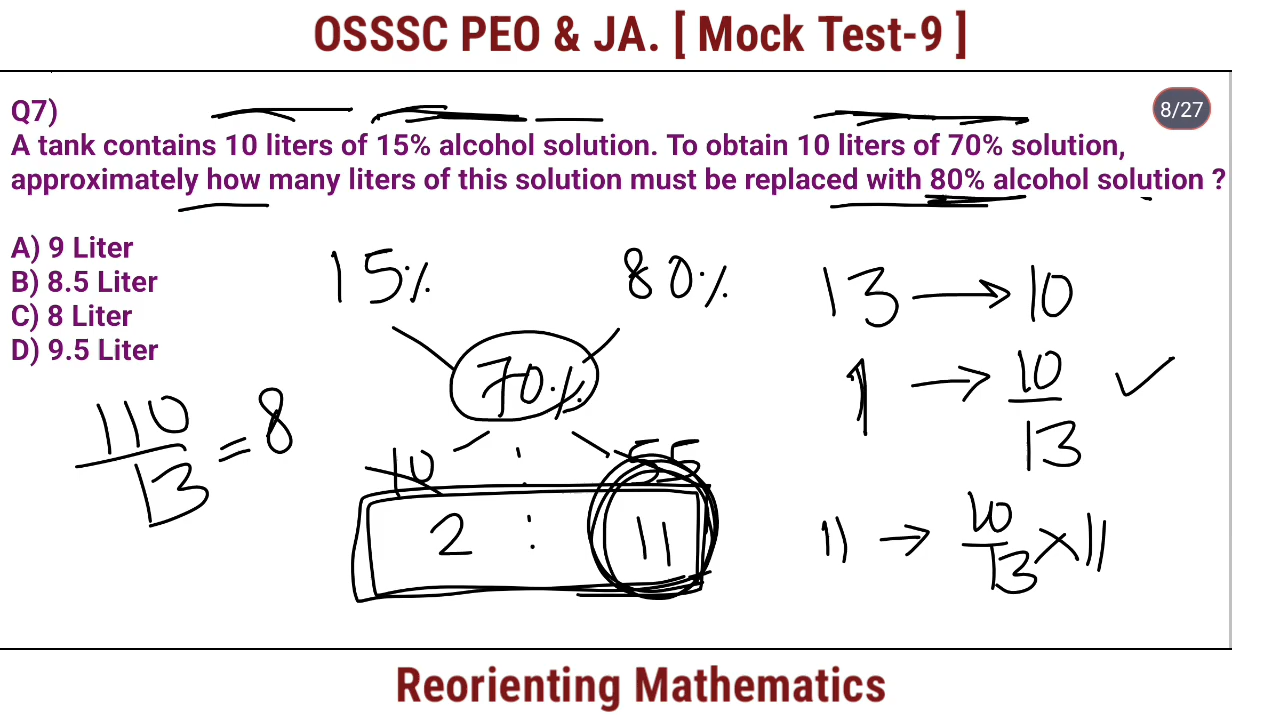 OSSSC PEO & JA. [ Mock Test-9 ]
Q7)
8/27
A tank contains 10 liters of 15% alcohol solution. To obtain 10 liters of 70% solution,
approximately how many liters of this solution must be replaced with 80% alcohol solution ?
A) 9 Liter
B) 8.5 Liter
C) 8 Liter
D) 9.5 Liter
15%
80%
70%
10 : 55
2 : 11
13 → 10
1 → 10/13 ✓
11 → 10/13 × 11
110/13 = 8
Reorienting Mathematics